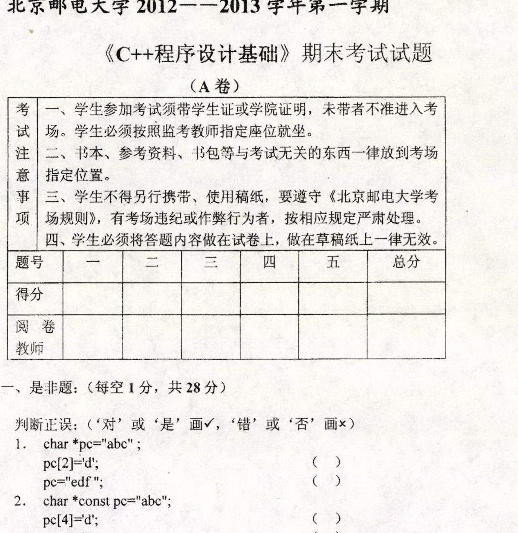 北京邮电大学 2012——2013 学年第一学期
《C++程序设计基础》期末考试试题
（A 卷）
考试注意事项
一、学生参加考试须带学生证或学院证明，未带者不准进入考
场。学生必须按照监考教师指定座位就坐。
二、书本、参考资料、书包等与考试无关的东西一律放到考场
指定位置。
三、学生不得另行携带、使用稿纸，要遵守《北京邮电大学考
场规则》，有考场违纪或作弊行为者，按相应规定严肃处理。
四、学生必须将答题内容做在试卷上，做在草稿纸上一律无效。
题号 一 二 三 四 五 总分
得分
阅 卷
教师
一、是非题：（每空 1 分，共 28 分）
判断正误：（‘对’或‘是’画✓，‘错’或‘否’画×）
1. char *pc="abc" ;
pc[2]='d'; （ ）
pc="edf "; （ ）
2. char *const pc="abc";
pc[4]='d'; （ ）